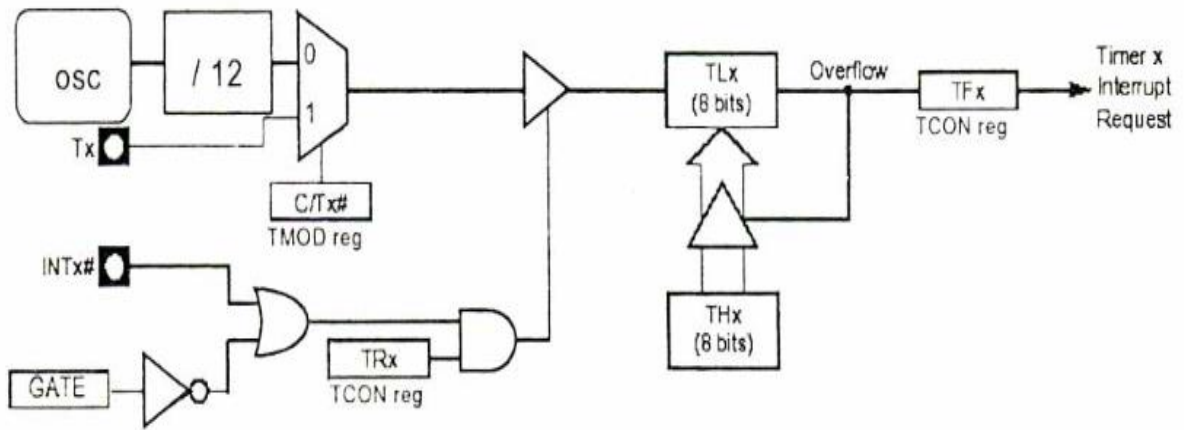 OSC
/ 12
0
1
Tx
C/Tx#
TMOD reg
TLx
(8 bits)
Overflow
TFx
TCON reg
Timer x
Interrupt
Request
INTx#
GATE
TRx
TCON reg
THx
(8 bits)